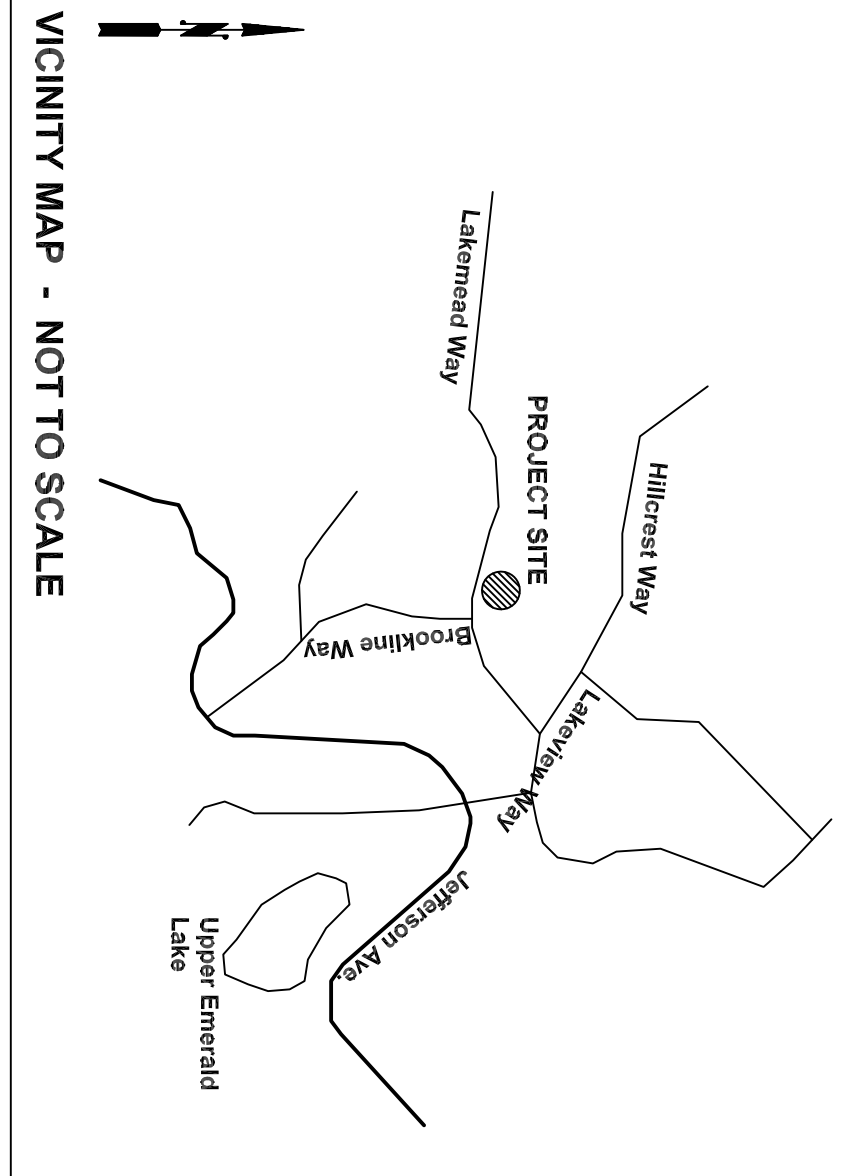 Hillcrest Way
PROJECT SITE
Lakemead Way
Lakeview Way
Brookline Way
Jefferson Ave.
Upper Emerald
Lake
VICINITY MAP - NOT TO SCALE